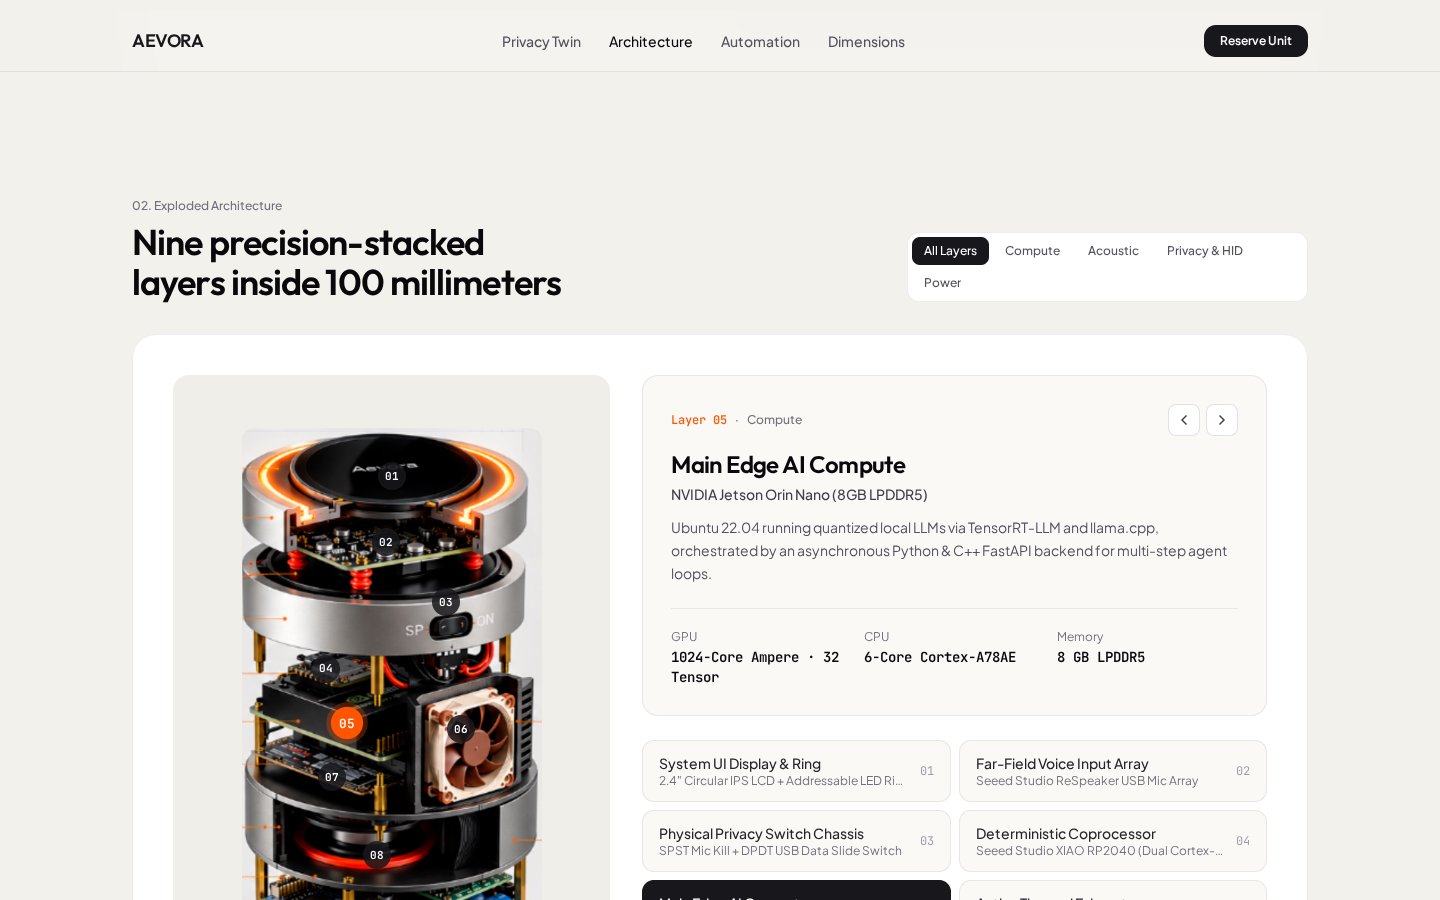 AEVORA
Privacy Twin
Architecture
Automation
Dimensions
Reserve Unit
02. Exploded Architecture
Nine precision-stacked
layers inside 100 millimeters
All Layers
Compute
Acoustic
Privacy & HID
Power
01
02
03
04
05
06
07
08
Layer 05 · Compute
Main Edge AI Compute
NVIDIA Jetson Orin Nano (8GB LPDDR5)
Ubuntu 22.04 running quantized local LLMs via TensorRT-LLM and llama.cpp,
orchestrated by an asynchronous Python & C++ FastAPI backend for multi-step agent
loops.
GPU
1024-Core Ampere · 32
Tensor
CPU
6-Core Cortex-A78AE
Memory
8 GB LPDDR5
System UI Display & Ring
2.4" Circular IPS LCD + Addressable LED Ri...
01
Far-Field Voice Input Array
Seeed Studio ReSpeaker USB Mic Array
02
Physical Privacy Switch Chassis
SPST Mic Kill + DPDT USB Data Slide Switch
03
Deterministic Coprocessor
Seeed Studio XIAO RP2040 (Dual Cortex-...
04